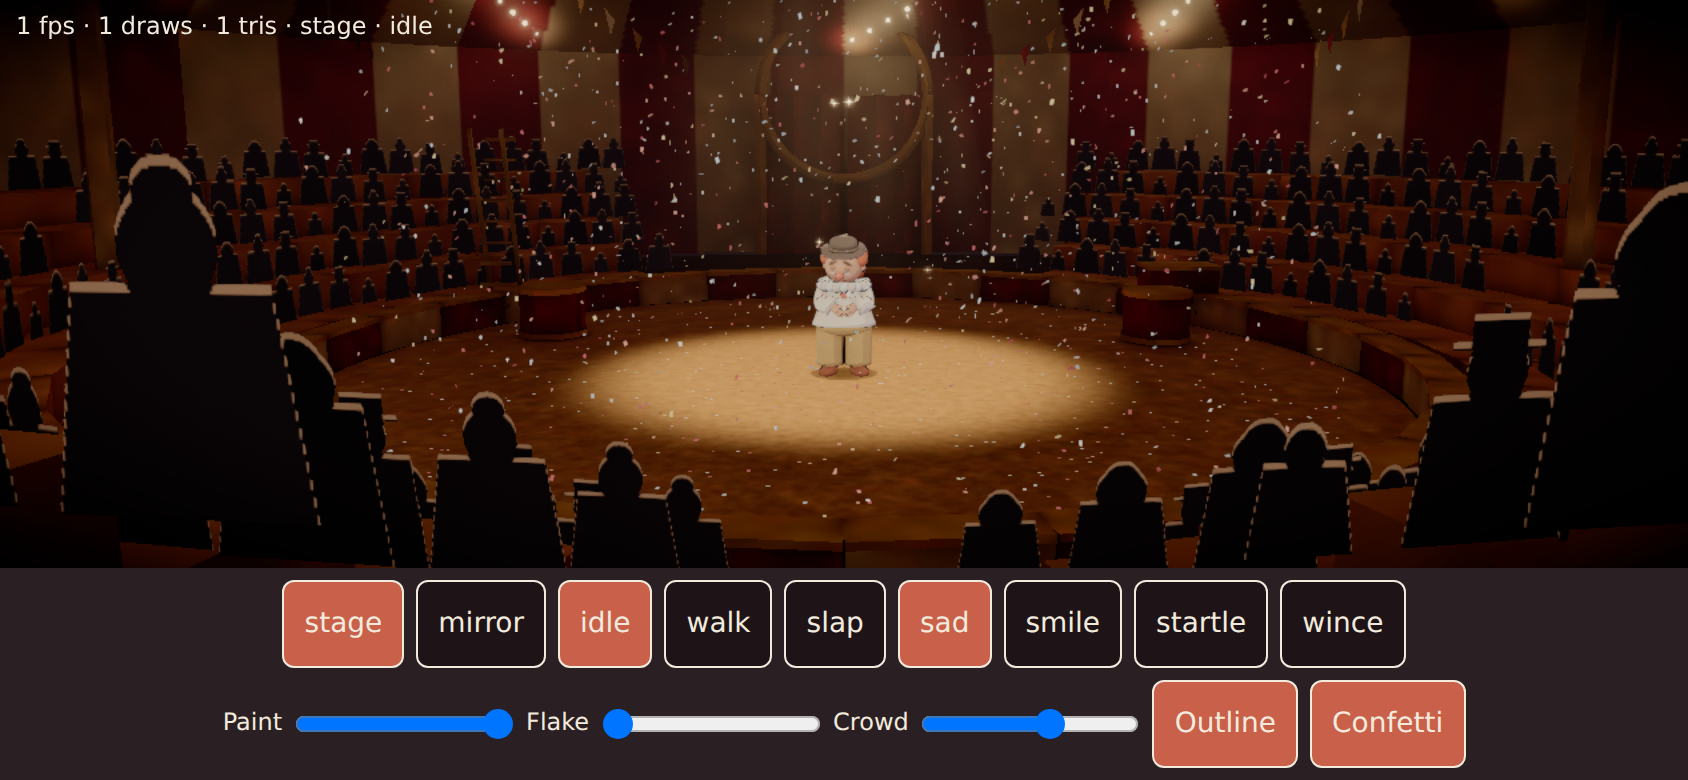 1 fps · 1 draws · 1 tris · stage · idle
stage mirror idle walk slap sad smile startle wince
Paint Flake Crowd Outline Confetti